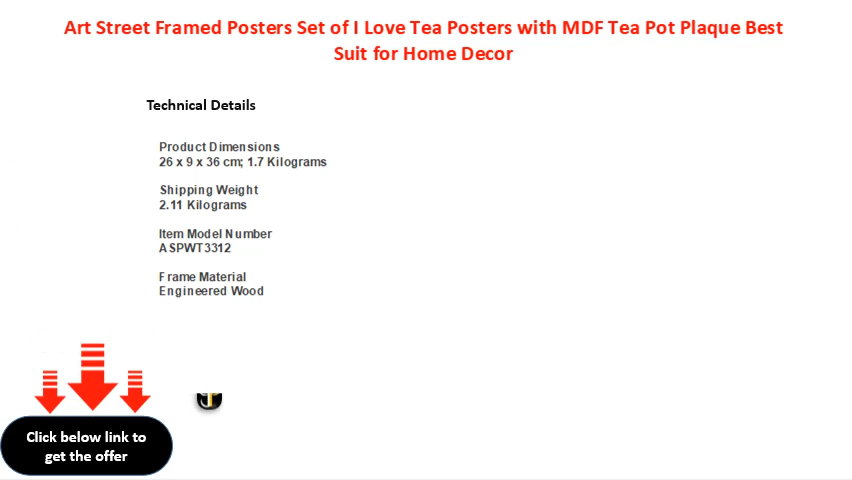 Art Street Framed Posters Set of I Love Tea Posters with MDF Tea Pot Plaque Best
Suit for Home Decor
Technical Details
Product Dimensions
26 x 9 x 36 cm; 1.7 Kilograms
Shipping Weight
2.11 Kilograms
Item Model Number
ASPWT3312
Frame Material
Engineered Wood
Click below link to
get the offer